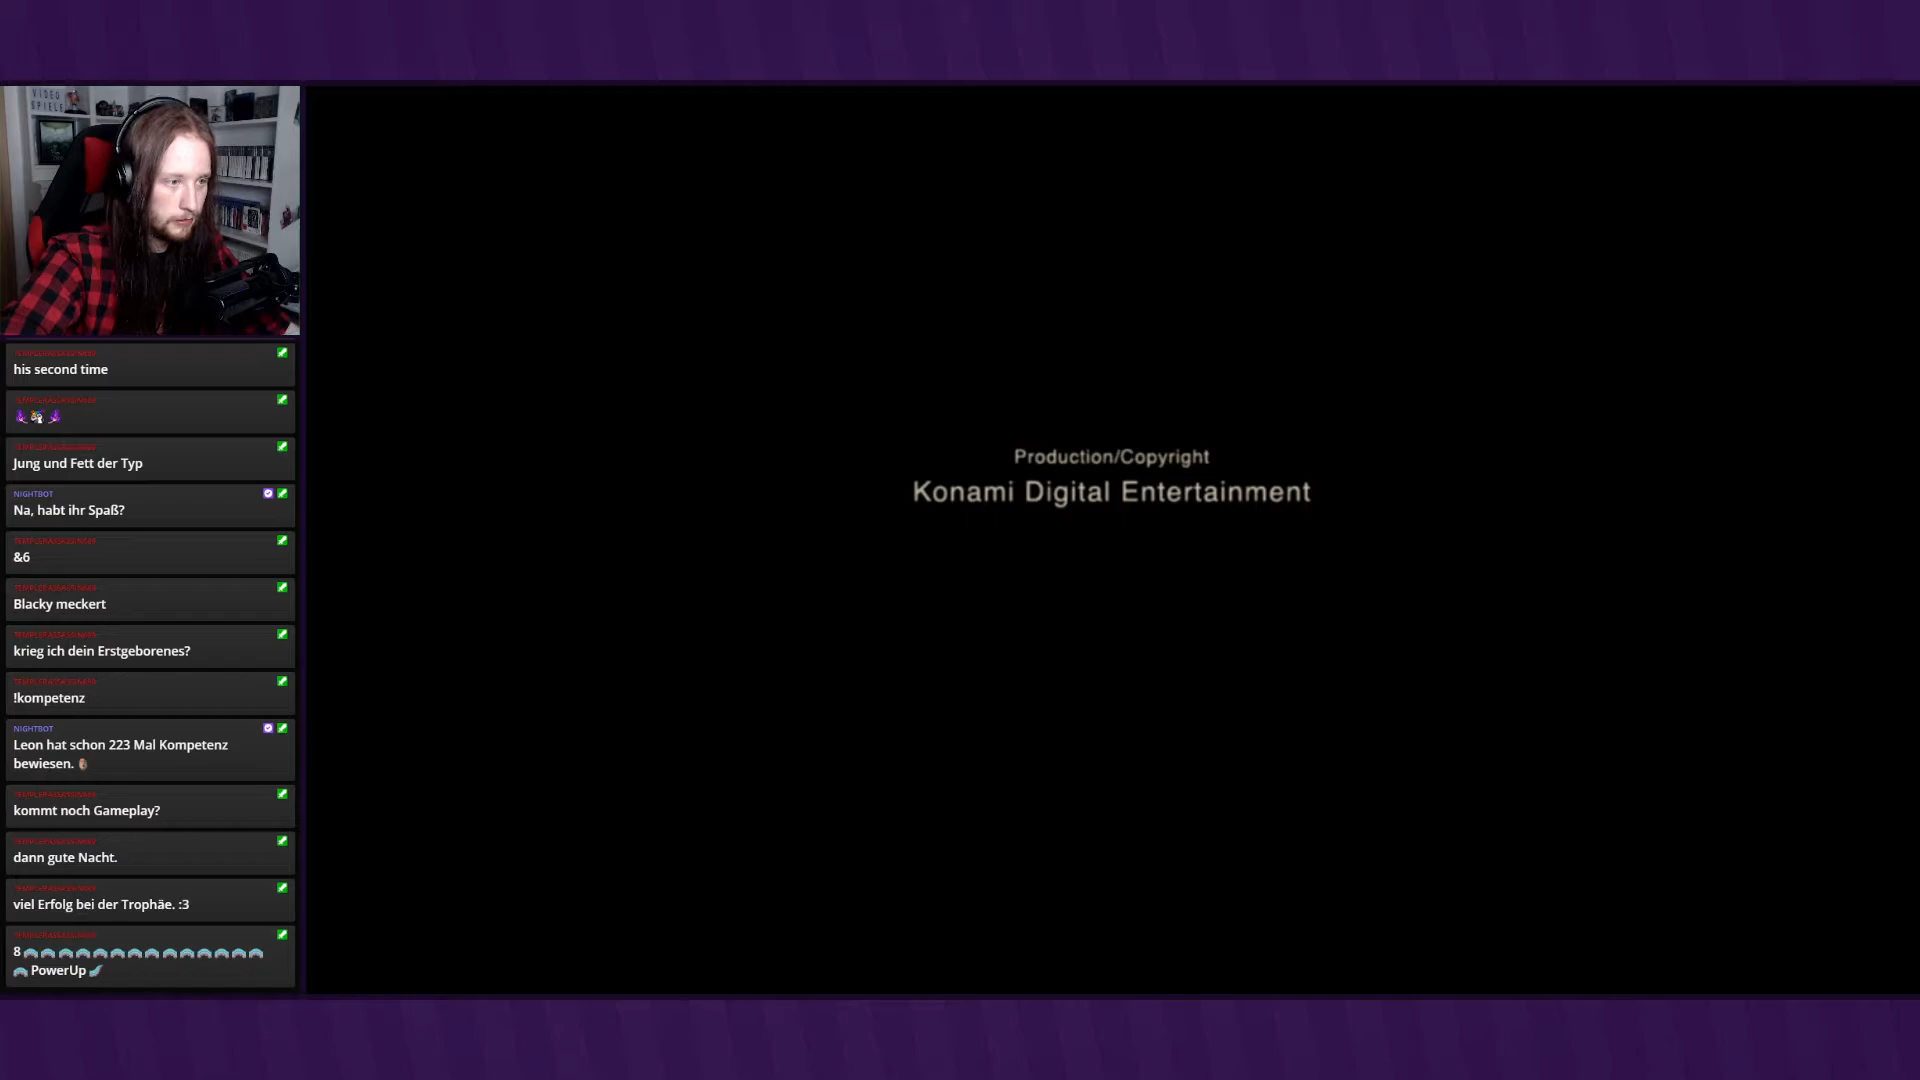 VIDEO
SPIELE
Production/Copyright
Konami Digital Entertainment
his second time
Jung und Fett der Typ
NIGHTBOT
Na, habt ihr Spaß?
&6
Blacky meckert
krieg ich dein Erstgeborenes?
!kompetenz
NIGHTBOT
Leon hat schon 223 Mal Kompetenz
bewiesen.
kommt noch Gameplay?
dann gute Nacht.
viel Erfolg bei der Trophäe. :3
8
PowerUp